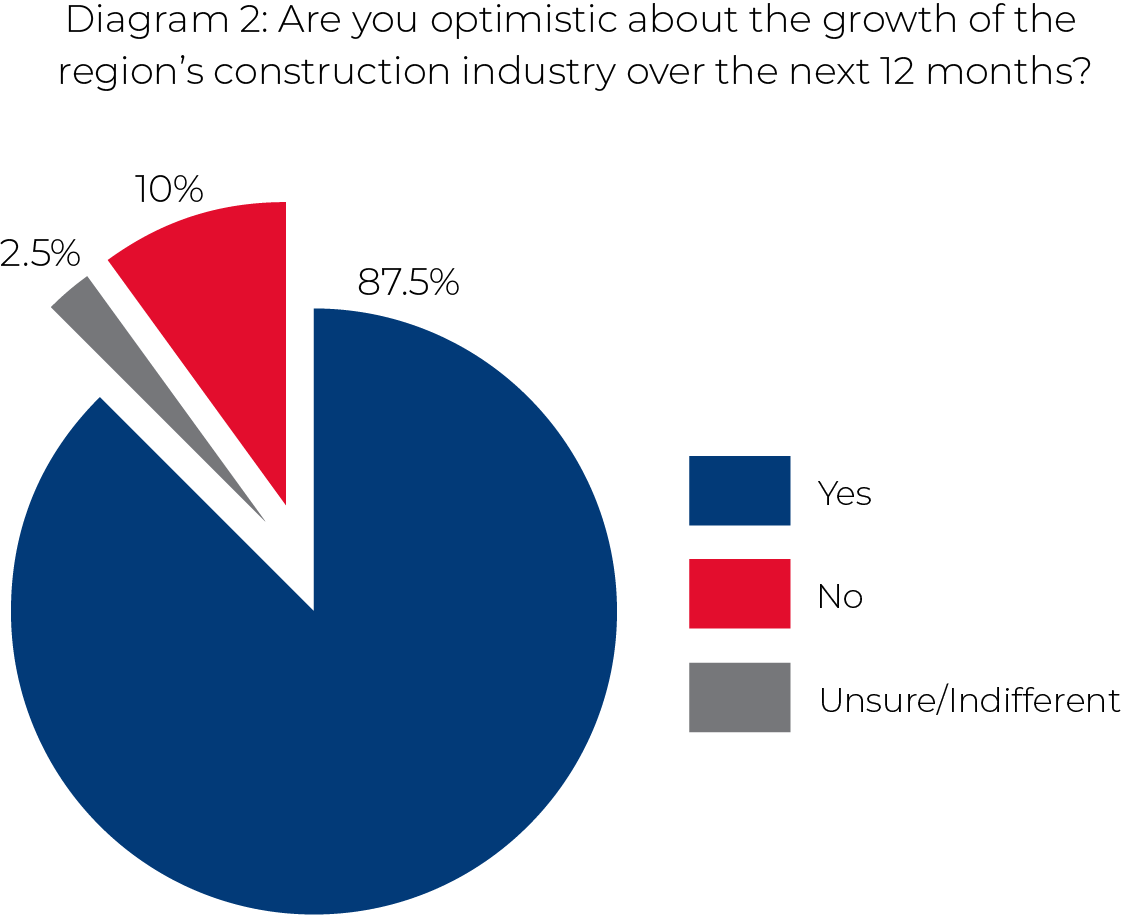 Diagram 2: Are you optimistic about the growth of the
region’s construction industry over the next 12 months?
10%
2.5%
87.5%
Yes
No
Unsure/Indifferent